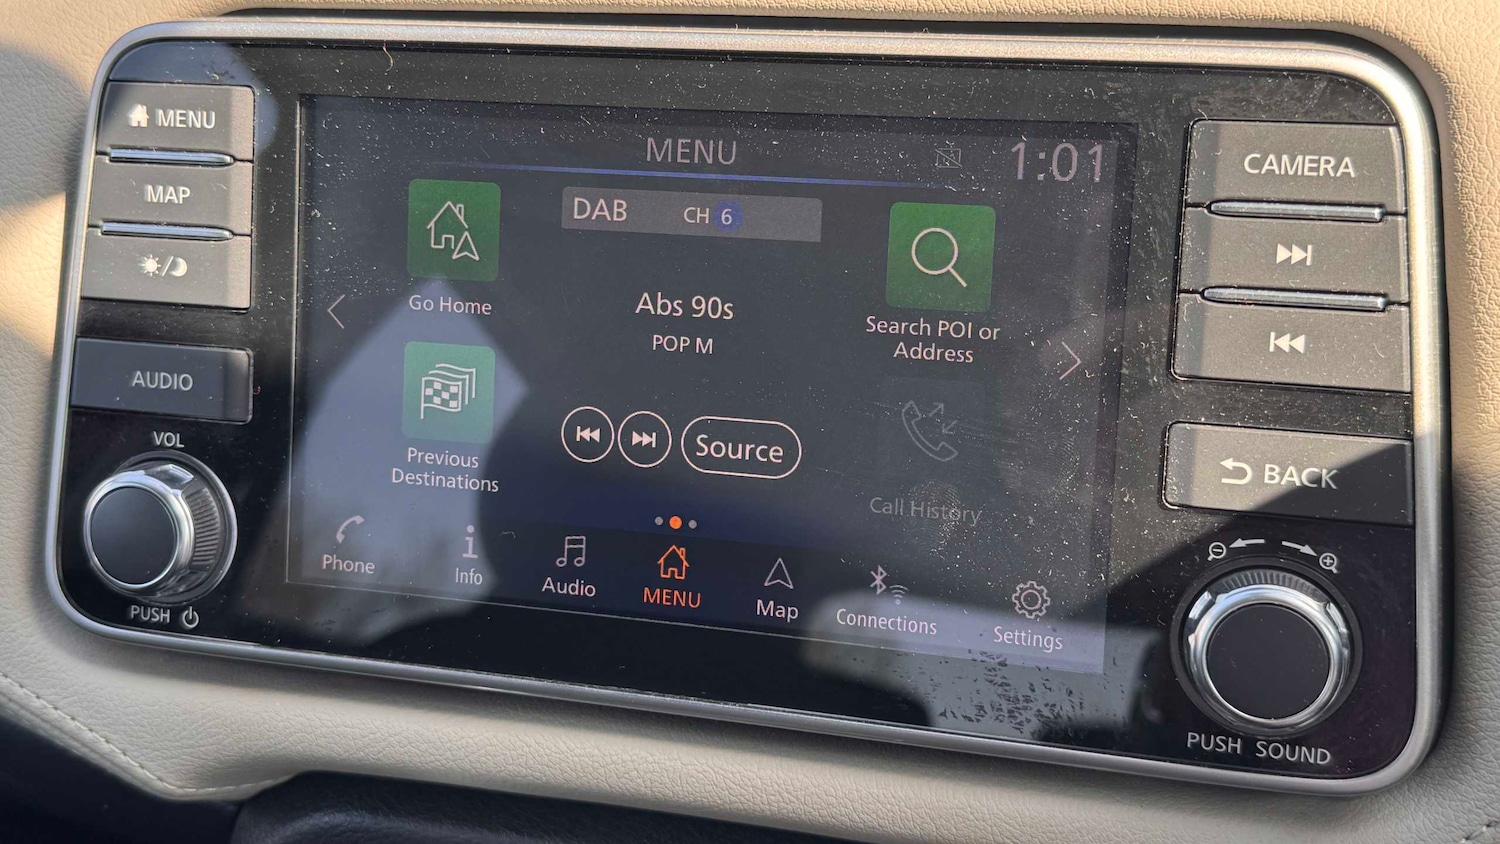 MENU
MAP
AUDIO
VOL
PUSH
MENU
1:01
DAB CH 6
Go Home
Abs 90s
POP M
Search POI or
Address
Previous
Destinations
Source
Call History
Phone
Info
Audio
MENU
Map
Connections
Settings
CAMERA
BACK
PUSH SOUND